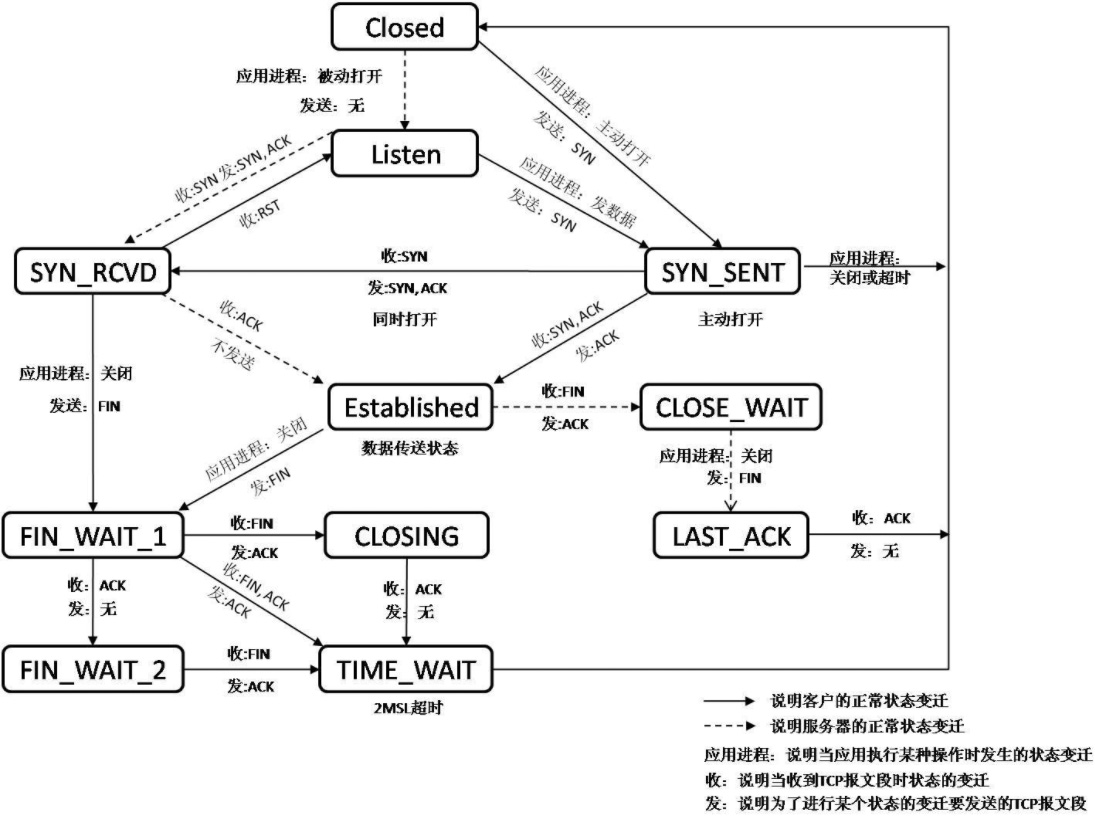 Closed
应用进程：被动打开
发送：无
应用进程：主动打开
发送：SYN
Listen
收:SYN 发:SYN,ACK
收:RST
应用进程：发数据
发送：SYN
SYN_RCVD
收:SYN
发:SYN,ACK
同时打开
SYN_SENT
主动打开
应用进程：
关闭或超时
收:ACK
不发送
收:SYN,ACK
发:ACK
应用进程：关闭
发送：FIN
Established
数据传送状态
收:FIN
发:ACK
CLOSE_WAIT
应用进程：关闭
发:FIN
应用进程：关闭
发：FIN
FIN_WAIT_1
收:FIN
发:ACK
CLOSING
LAST_ACK
收：ACK
发：无
收：ACK
发：无
收:FIN,ACK
发:ACK
收：ACK
发：无
FIN_WAIT_2
收:FIN
发:ACK
TIME_WAIT
2MSL超时
说明客户的正常状态变迁
说明服务器的正常状态变迁
应用进程：说明当应用执行某种操作时发生的状态变迁
收：说明当收到TCP报文段时状态的变迁
发：说明为了进行某个状态的变迁要发送的TCP报文段